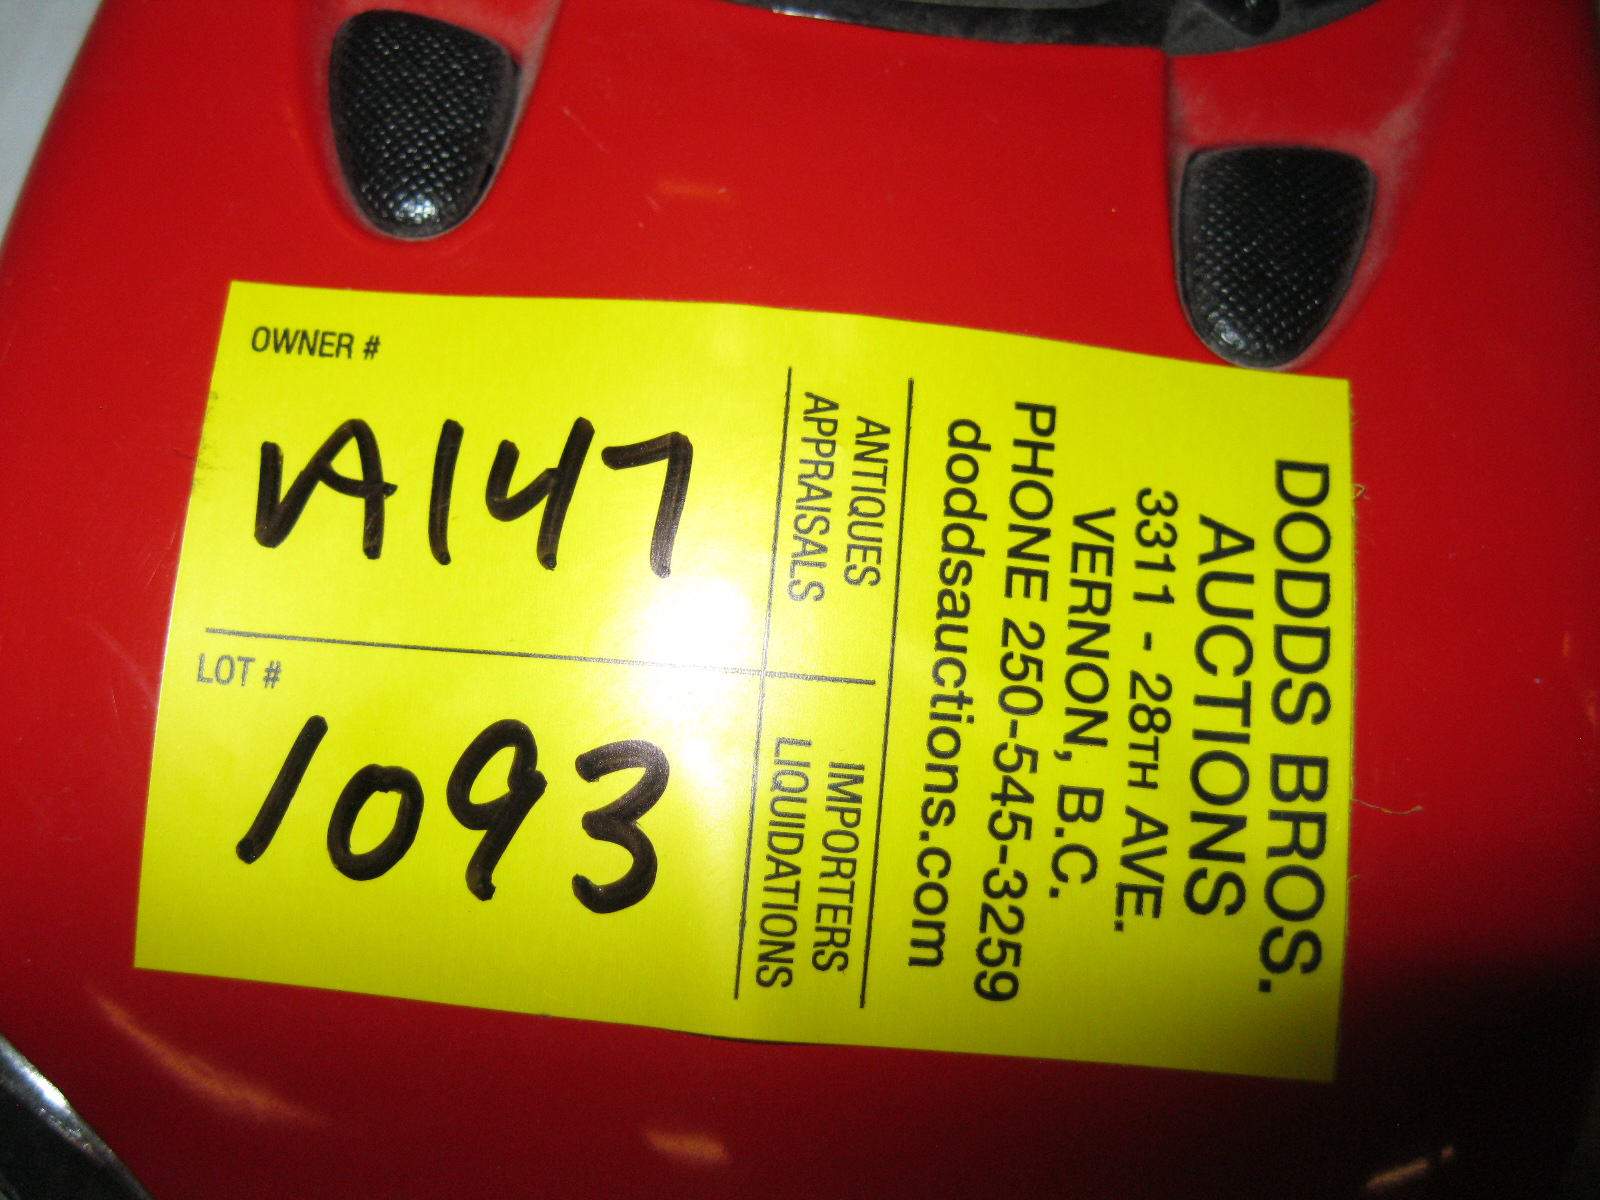 DODDS BROS.
AUCTIONS
3311 - 28TH AVE.
VERNON, B.C.
PHONE 250-545-3259
doddsauctions.com
ANTIQUES
APPRAISALS
IMPORTERS
LIQUIDATIONS
OWNER #
A147
LOT #
1093